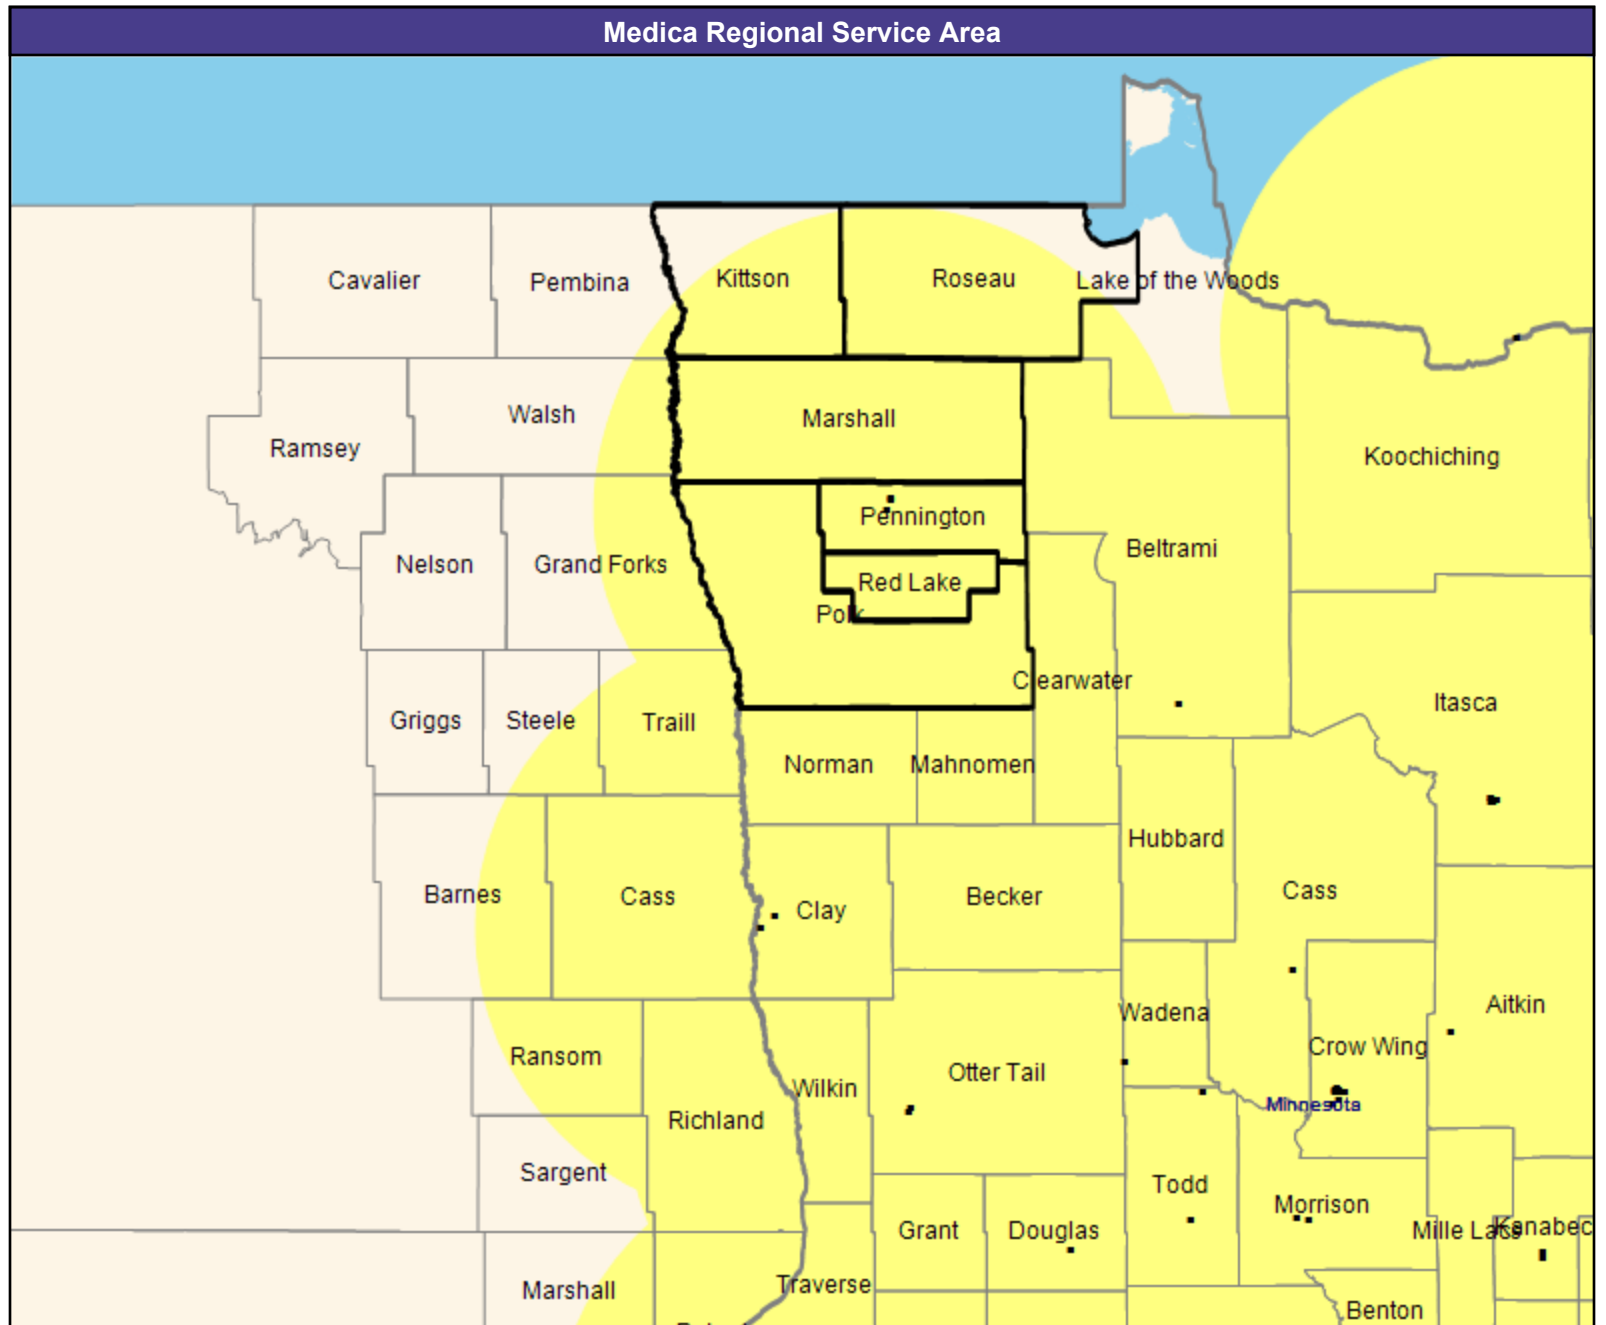 Medica Regional Service Area
Cavalier
Pembina
Kittson
Roseau
Lake of the Woods
Walsh
Marshall
Ramsey
Koochiching
Pennington
Beltrami
Nelson
Grand Forks
Red Lake
Polk
Clearwater
Itasca
Griggs
Steele
Traill
Norman
Mahnomen
Hubbard
Barnes
Cass
Clay
Becker
Cass
Aitkin
Wadena
Crow Wing
Ransom
Otter Tail
Wilkin
Minnesota
Richland
Sargent
Todd
Morrison
Grant
Douglas
Mille Lacs
Kanabec
Marshall
Traverse
Benton